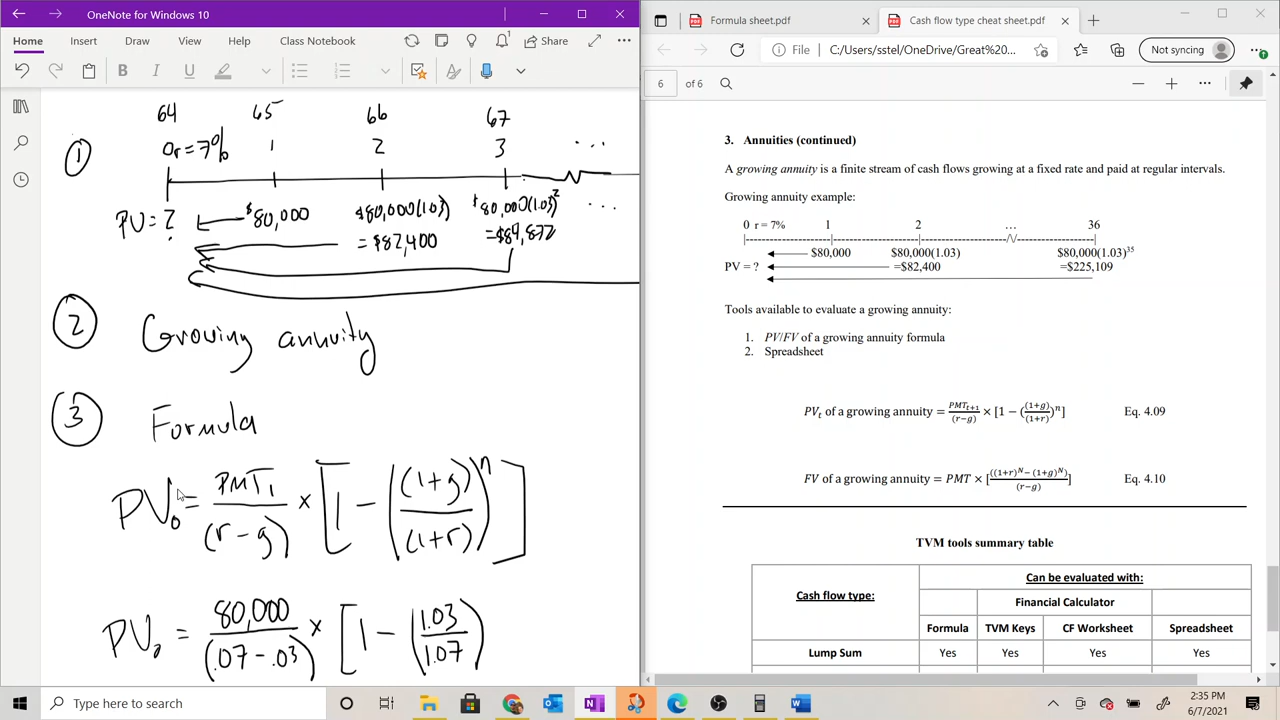 OneNote for Windows 10
Home Insert Draw View Help Class Notebook Share
64 65 66 67
① 0 r = 7% 1 2 3 ...
PV = ? $80,000 $80,000(1.03) $80,000(1.03)² ...
= $82,400 = $84,872
② Growing annuity
③ Formula
PV₀ = PMT₁ / (r - g) × [1 - ((1+g) / (1+r))ⁿ]
PV₀ = 80,000 / (.07 - .03) × [1 - (1.03 / 1.07)
Formula sheet.pdf Cash flow type cheat sheet.pdf
File C:/Users/sstel/OneDrive/Great%20... Not syncing
6 of 6
3. Annuities (continued)
A growing annuity is a finite stream of cash flows growing at a fixed rate and paid at regular intervals.
Growing annuity example:
0 r = 7% 1 2 ... 36
|----------------------|----------------------|----------------------/\/----------------------|
$80,000 $80,000(1.03) $80,000(1.03)³⁵
PV = ? =$82,400 =$225,109
Tools available to evaluate a growing annuity:
1. PV/FV of a growing annuity formula
2. Spreadsheet
PVₜ of a growing annuity = PMTₜ₊₁/(r−g) × [1 − ((1+g)/(1+r))ⁿ] Eq. 4.09
FV of a growing annuity = PMT × [((1+r)ᴺ− (1+g)ᴺ)/(r−g)] Eq. 4.10
TVM tools summary table
Can be evaluated with:
Cash flow type: Financial Calculator
Formula TVM Keys CF Worksheet Spreadsheet
Lump Sum Yes Yes Yes Yes
Type here to search
2:35 PM
6/7/2021